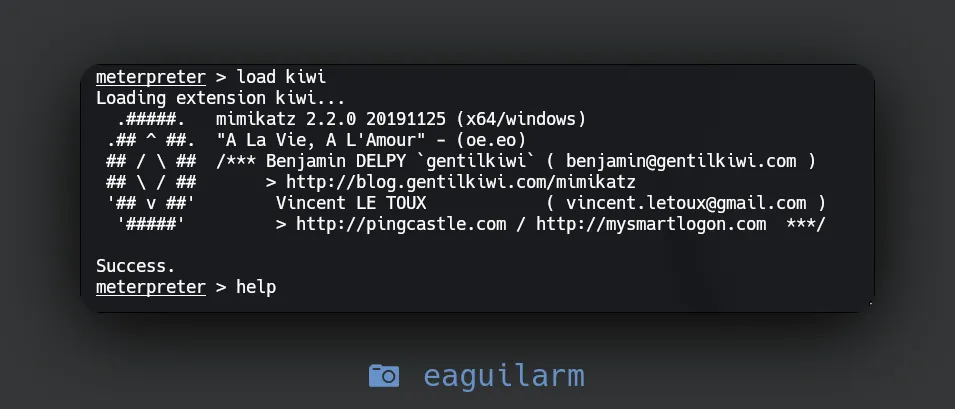 meterpreter > load kiwi
Loading extension kiwi...
  .#####.   mimikatz 2.2.0 20191125 (x64/windows)
 .## ^ ##.  "A La Vie, A L'Amour" - (oe.eo)
 ## / \ ##  /*** Benjamin DELPY `gentilkiwi` ( benjamin@gentilkiwi.com )
 ## \ / ##       > http://blog.gentilkiwi.com/mimikatz
 '## v ##'        Vincent LE TOUX            ( vincent.letoux@gmail.com )
  '#####'         > http://pingcastle.com / http://mysmartlogon.com  ***/
Success.
meterpreter > help
eaguilarm